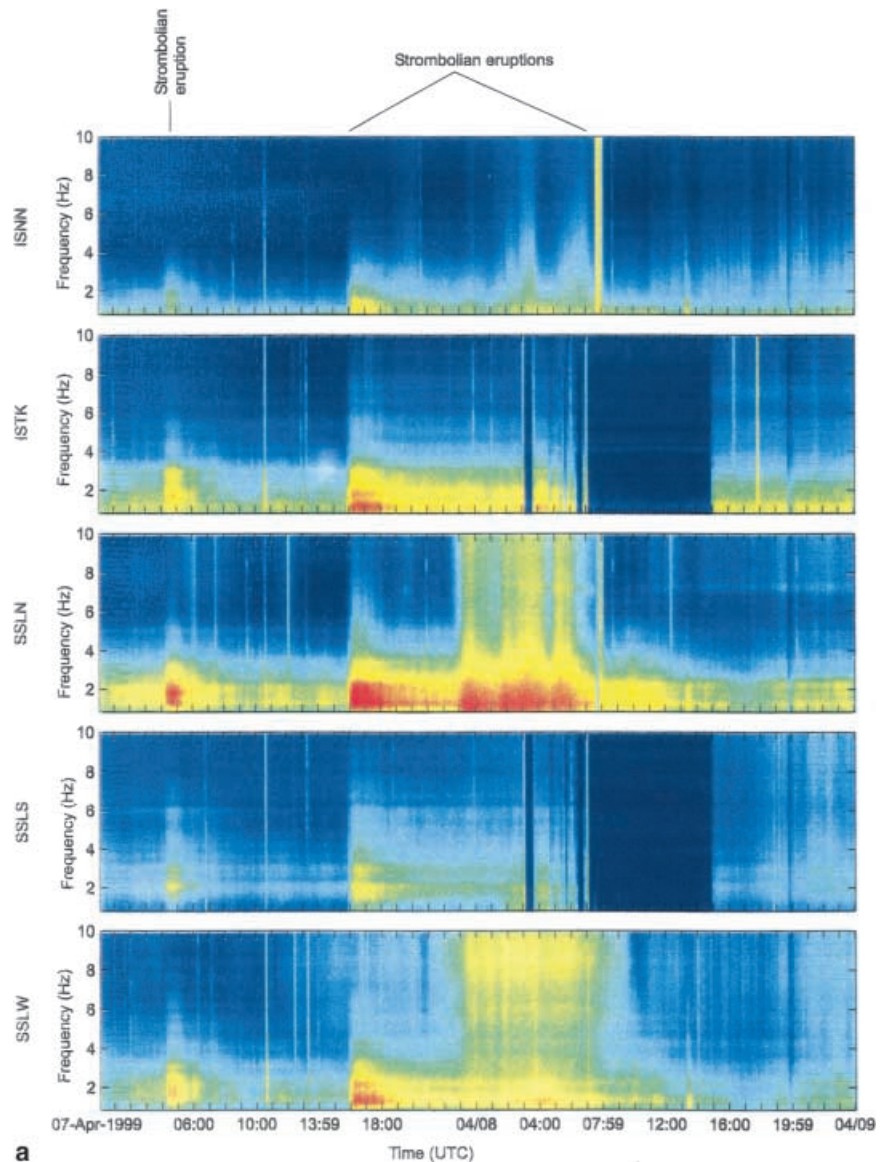 Strombolian
eruption
Strombolian eruptions
ISNN
Frequency (Hz)
10
8
6
4
2
ISTK
Frequency (Hz)
10
8
6
4
2
SSLN
Frequency (Hz)
10
8
6
4
2
SSLS
Frequency (Hz)
10
8
6
4
2
SSLW
Frequency (Hz)
10
8
6
4
2
07-Apr-1999 06:00 10:00 13:59 18:00 04/08 04:00 07:59 12:00 16:00 19:59 04/09
a
Time (UTC)